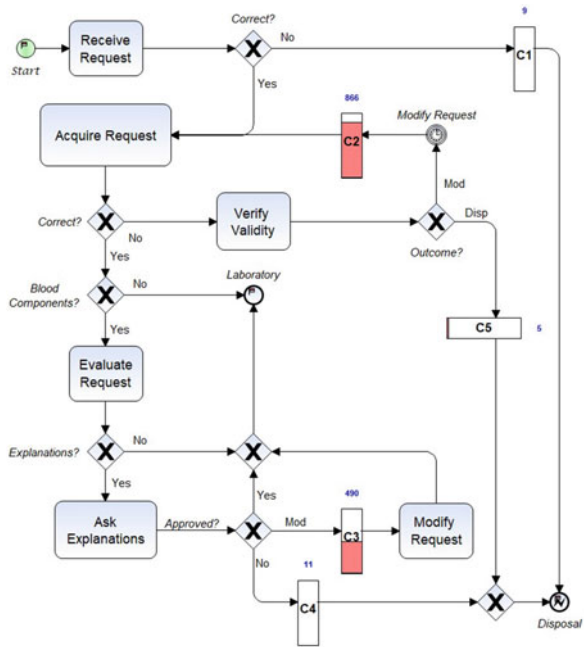 Correct?
9
Receive
Request
X
No
C1
Start
Yes
866
Modify Request
Acquire Request
C2
Mod
Correct?
X
No
Verify
Validity
X
Disp
Outcome?
Yes
Laboratory
Blood
Components?
X
No
C5
5
Yes
Evaluate
Request
Explanations?
X
No
X
Yes
Yes
490
Ask
Explanations
Approved?
X
Mod
C3
Modify
Request
No
11
C4
X
Disposal